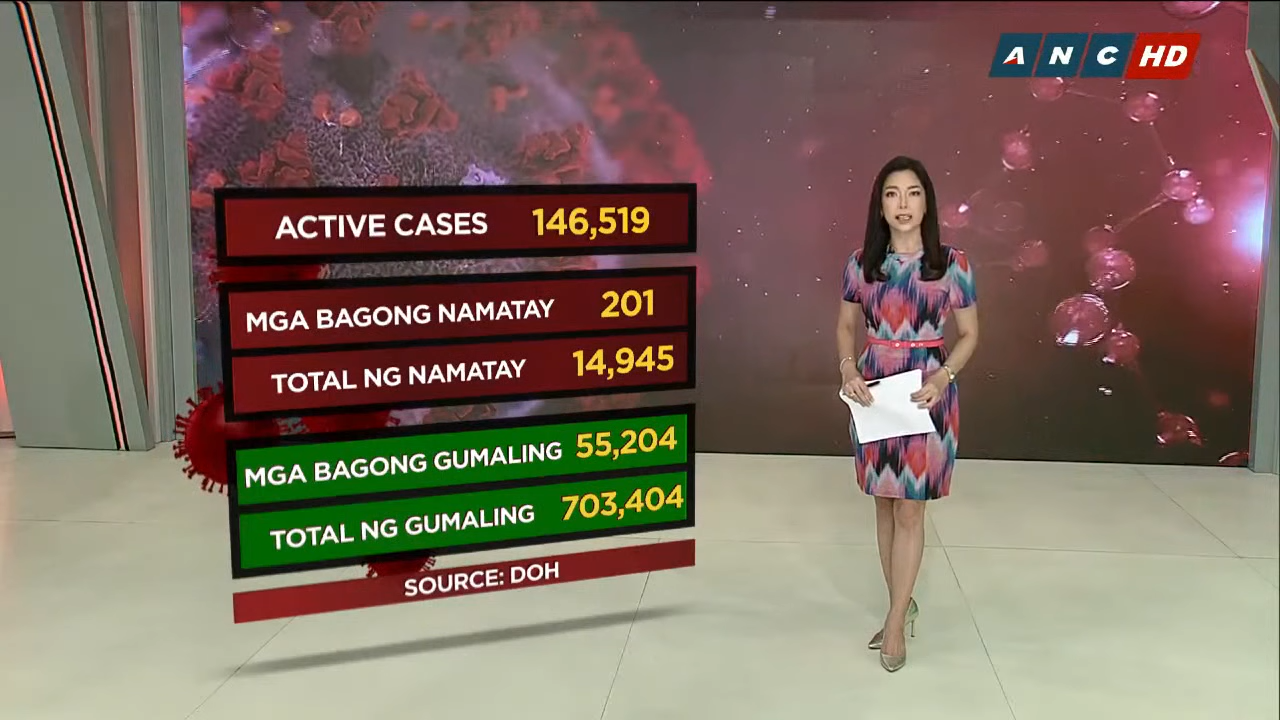 ANC HD
ACTIVE CASES 146,519
MGA BAGONG NAMATAY 201
TOTAL NG NAMATAY 14,945
MGA BAGONG GUMALING 55,204
TOTAL NG GUMALING 703,404
SOURCE: DOH